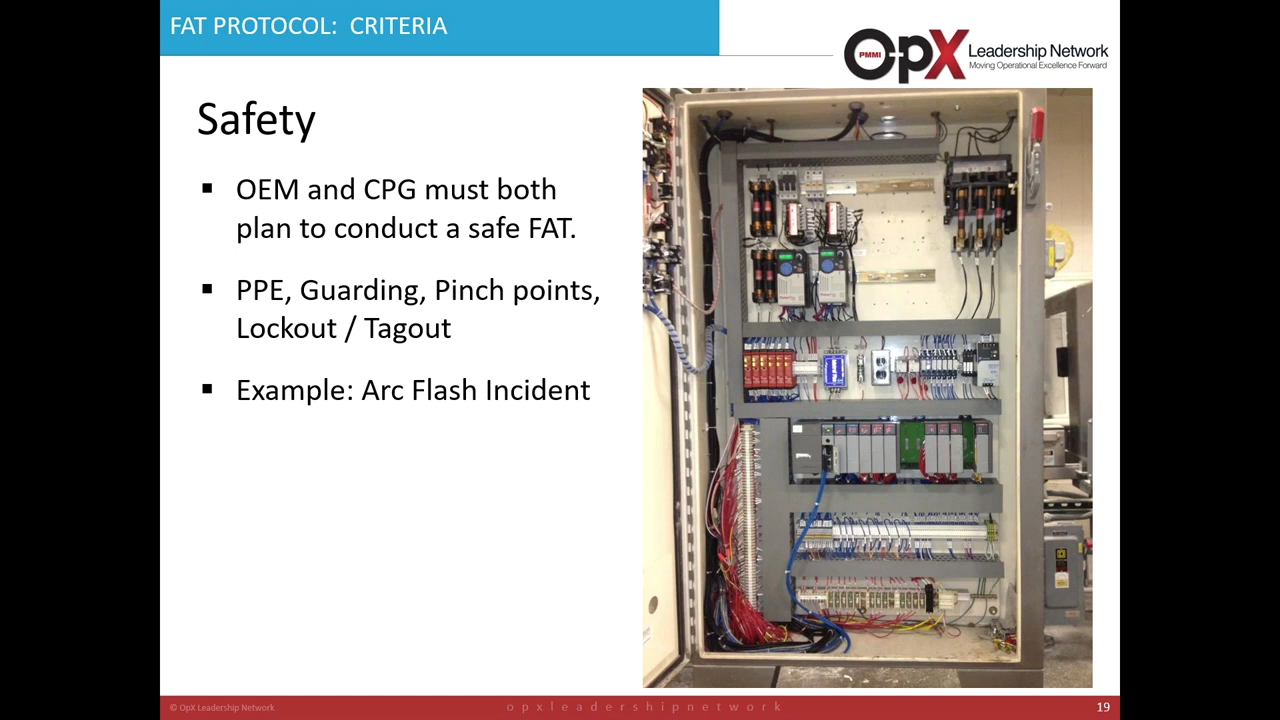 FAT PROTOCOL: CRITERIA
PMMI
OpX
Leadership Network
Moving Operational Excellence Forward
Safety
▪ OEM and CPG must both
plan to conduct a safe FAT.
▪ PPE, Guarding, Pinch points,
Lockout / Tagout
▪ Example: Arc Flash Incident
© OpX Leadership Network
opxleadershipnetwork
19